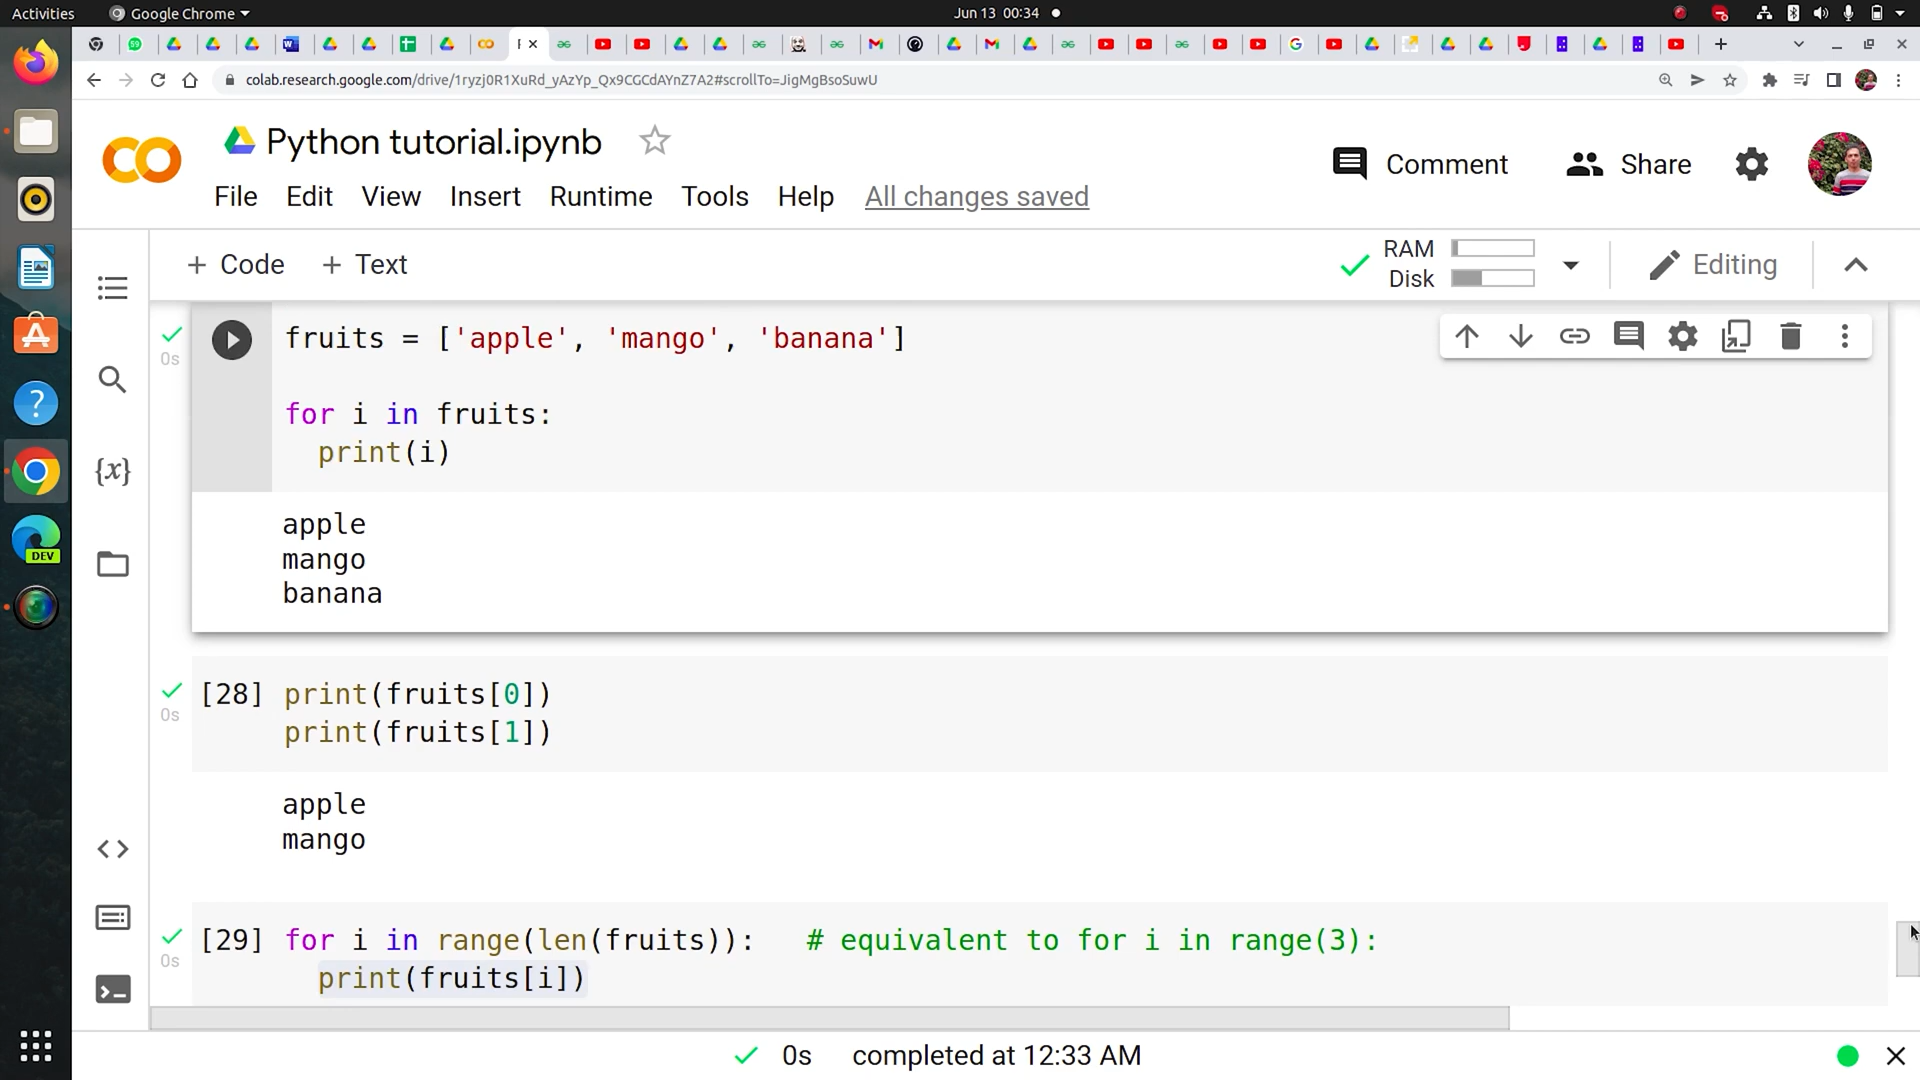 Activities
Google Chrome
Jun 13 00:34
colab.research.google.com/drive/1ryzj0R1XuRd_yAzYp_Qx9CGCdAYnZ7A2#scrollTo=JigMgBsoSuwU
Python tutorial.ipynb
Comment
Share
File Edit View Insert Runtime Tools Help All changes saved
+ Code + Text
RAM
Disk
Editing
fruits = ['apple', 'mango', 'banana']
0s
for i in fruits:
print(i)
apple
mango
banana
[28] print(fruits[0])
0s
print(fruits[1])
apple
mango
[29] for i in range(len(fruits)): # equivalent to for i in range(3):
0s
print(fruits[i])
{x}
DEV
0s completed at 12:33 AM